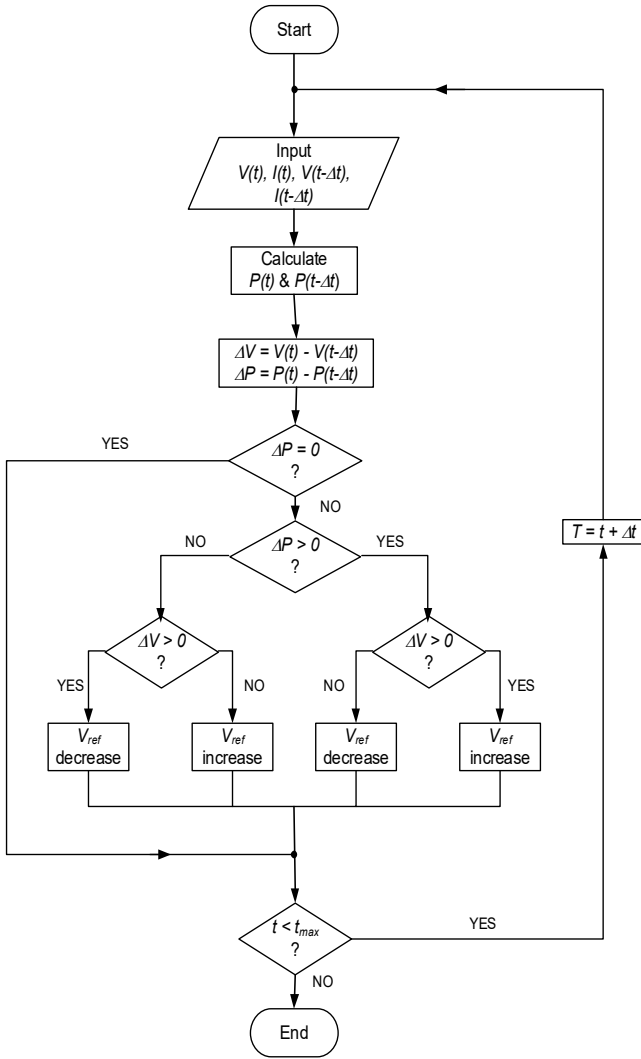 Start
Input
V(t), I(t), V(t-Δt),
I(t-Δt)
Calculate
P(t) & P(t-Δt)
ΔV = V(t) - V(t-Δt)
ΔP = P(t) - P(t-Δt)
YES
ΔP = 0
?
NO
T = t + Δt
NO
ΔP > 0
?
YES
ΔV > 0
?
ΔV > 0
?
YES
NO
NO
YES
Vref
decrease
Vref
increase
Vref
decrease
Vref
increase
t < tmax
?
YES
NO
End